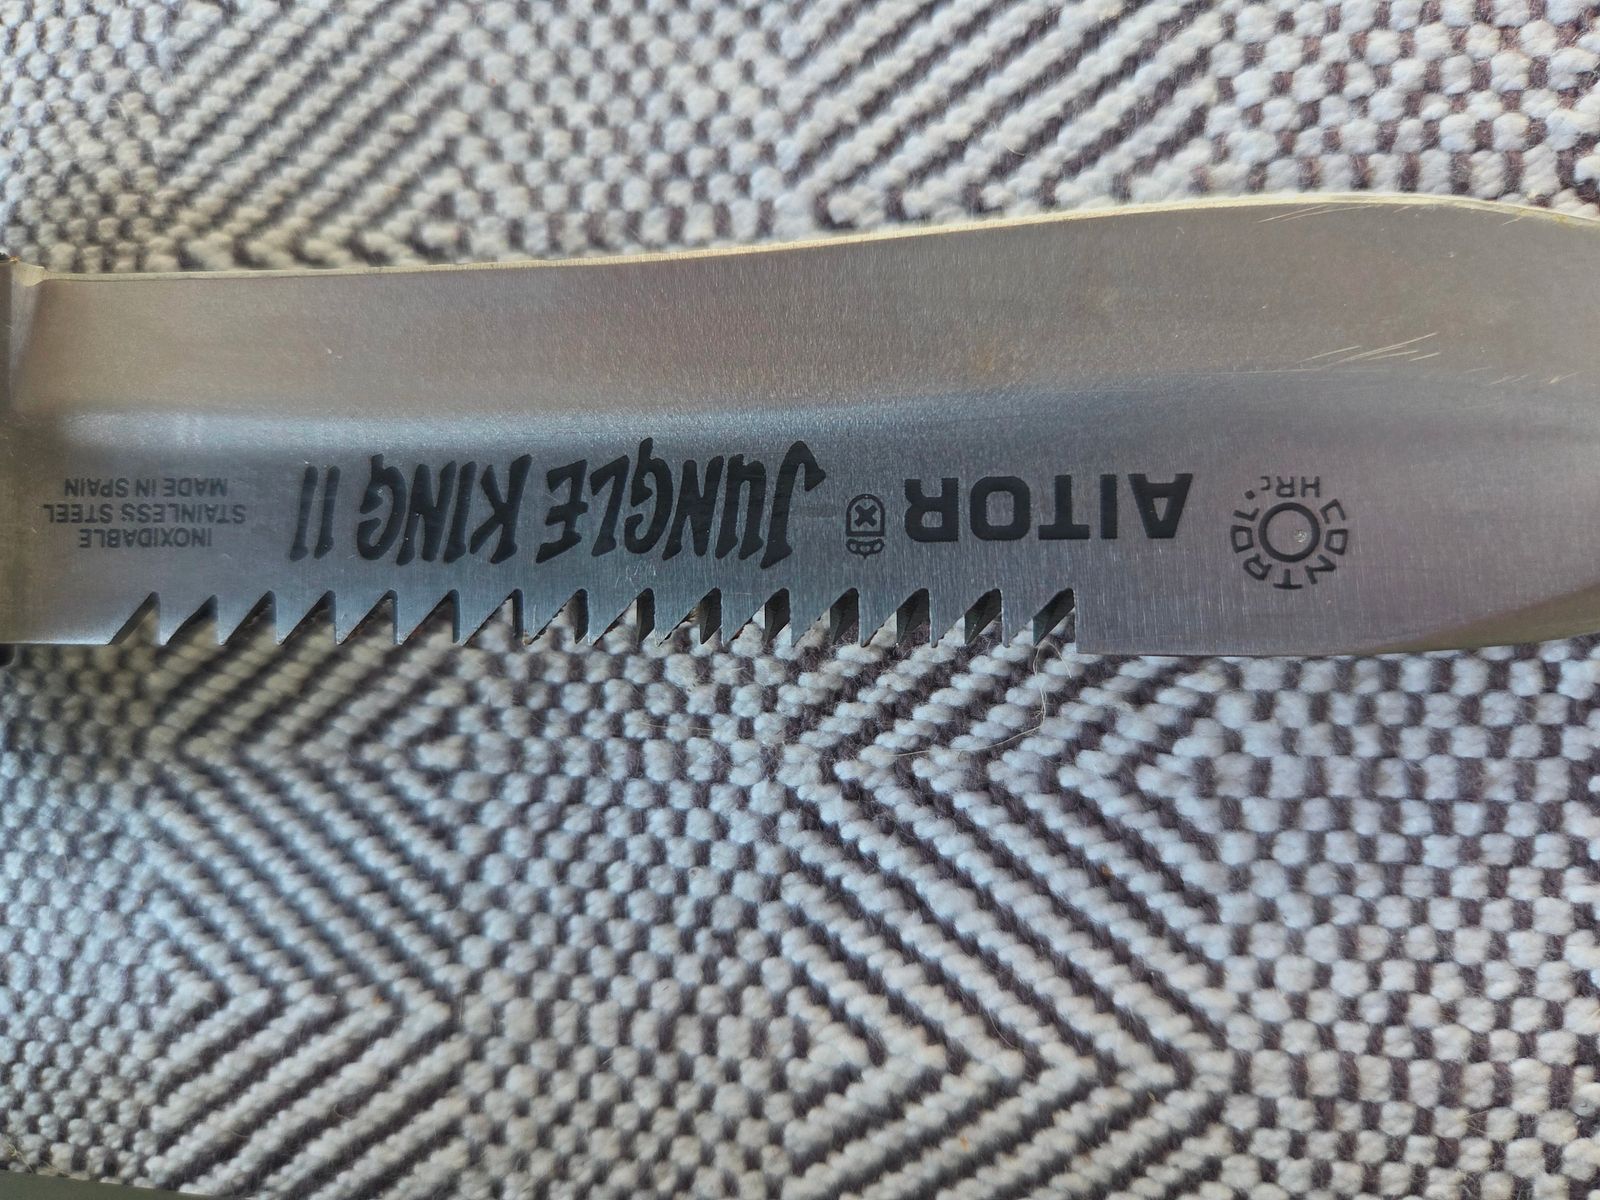 CONTROL
HRc°
AITOR
JUNGLE KING II
INOXIDABLE
STAINLESS STEEL
MADE IN SPAIN